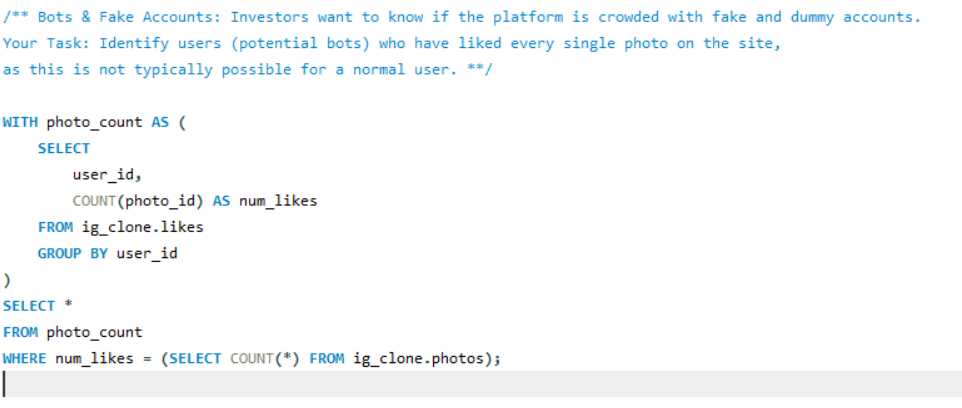 /** Bots & Fake Accounts: Investors want to know if the platform is crowded with fake and dummy accounts.
Your Task: Identify users (potential bots) who have liked every single photo on the site,
as this is not typically possible for a normal user. **/
WITH photo_count AS (
SELECT
user_id,
COUNT(photo_id) AS num_likes
FROM ig_clone.likes
GROUP BY user_id
)
SELECT *
FROM photo_count
WHERE num_likes = (SELECT COUNT(*) FROM ig_clone.photos);